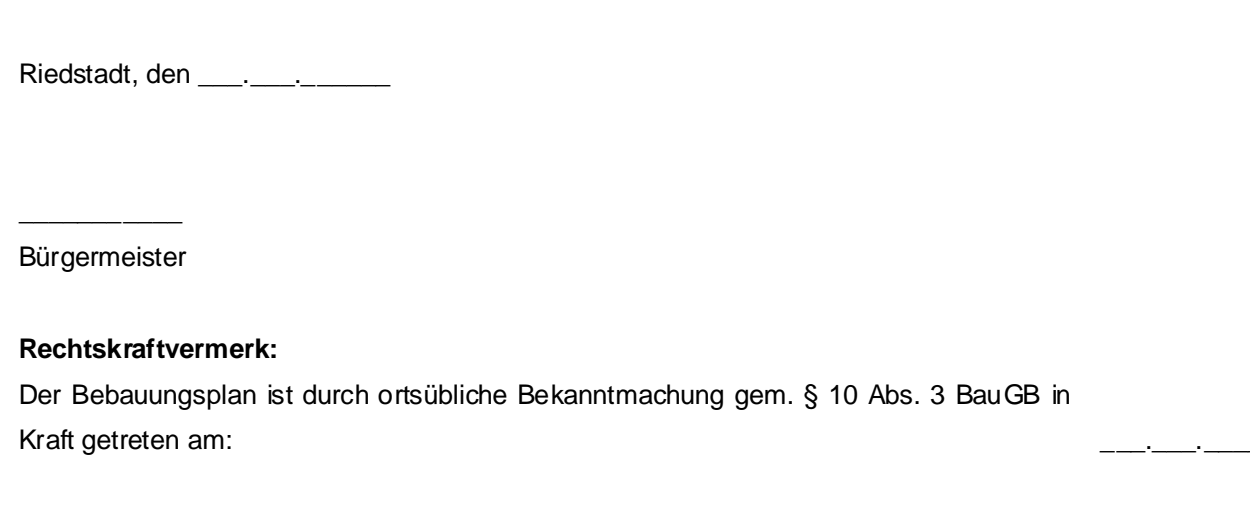 Riedstadt, den ___.___.______
___________
Bürgermeister
Rechtskraftvermerk:
Der Bebauungsplan ist durch ortsübliche Bekanntmachung gem. § 10 Abs. 3 BauGB in
Kraft getreten am: ___.___.___